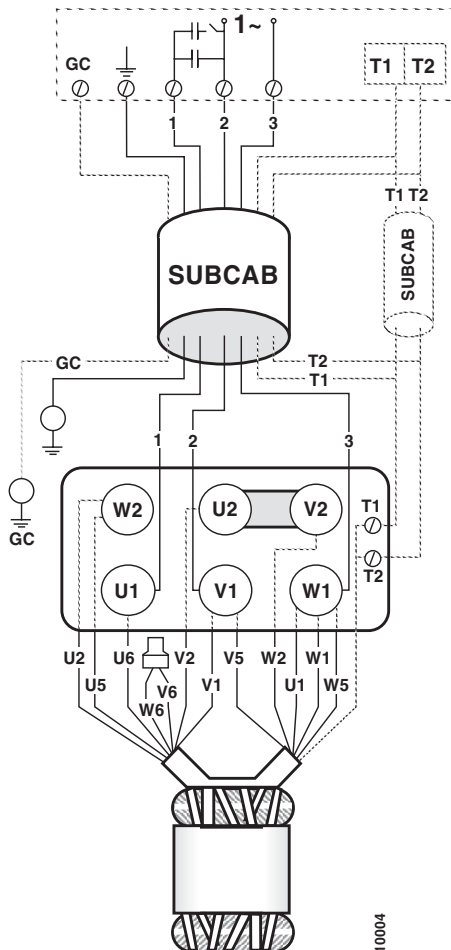 1~
GC
T1 T2
1 2 3
T1 T2
SUBCAB
SUBCAB
GC
T2
T1
1 2 3
GC
W2 U2 V2
T1
T2
U1 V1 W1
U2 U6 V2 V5 W2 W1
U5 V6 V1 U1 W5
W6
10004